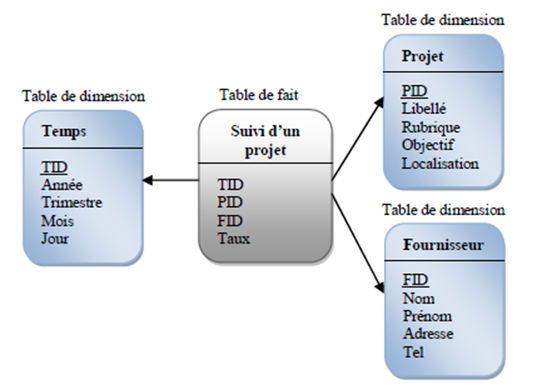 Table de dimension
Temps
TID
Année
Trimestre
Mois
Jour
Table de fait
Suivi d'un
projet
TID
PID
FID
Taux
Table de dimension
Projet
PID
Libellé
Rubrique
Objectif
Localisation
Table de dimension
Fournisseur
FID
Nom
Prénom
Adresse
Tel